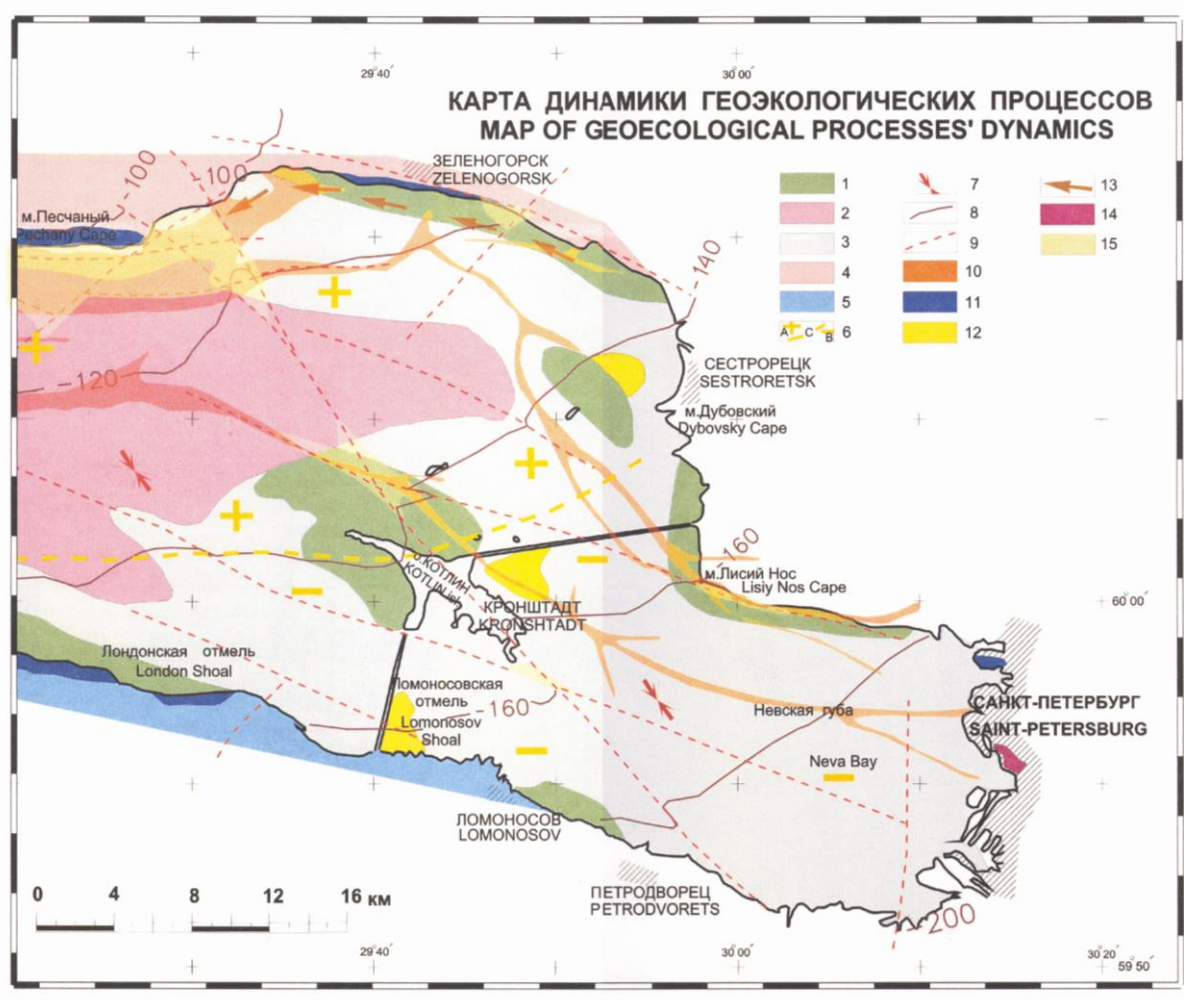 29°40′
30°00′
КАРТА ДИНАМИКИ ГЕОЭКОЛОГИЧЕСКИХ ПРОЦЕССОВ
MAP OF GEOECOLOGICAL PROCESSES' DYNAMICS
ЗЕЛЕНОГОРСК
ZELENOGORSK
-100
-100
м.Песчаный
Pechany Cape
1
2
3
4
5
А С В 6
7
8
9
10
11
12
13
14
15
-140
-120
СЕСТРОРЕЦК
SESTRORETSK
м.Дубовский
Dybovsky Cape
-160
м.Лисий Нос
Lisiy Nos Cape
о.КОТЛИН
KOTLIN isl.
КРОНШТАДТ
KRONSHTADT
60°00′
Лондонская отмель
London Shoal
Ломоносовская
отмель
Lomonosov
Shoal
-160
Невская губа
Neva Bay
САНКТ-ПЕТЕРБУРГ
SAINT-PETERSBURG
ЛОМОНОСОВ
LOMONOSOV
ПЕТРОДВОРЕЦ
PETRODVORETS
-200
0 4 8 12 16 км
29°40′
30°00′
30°20′
59°50′